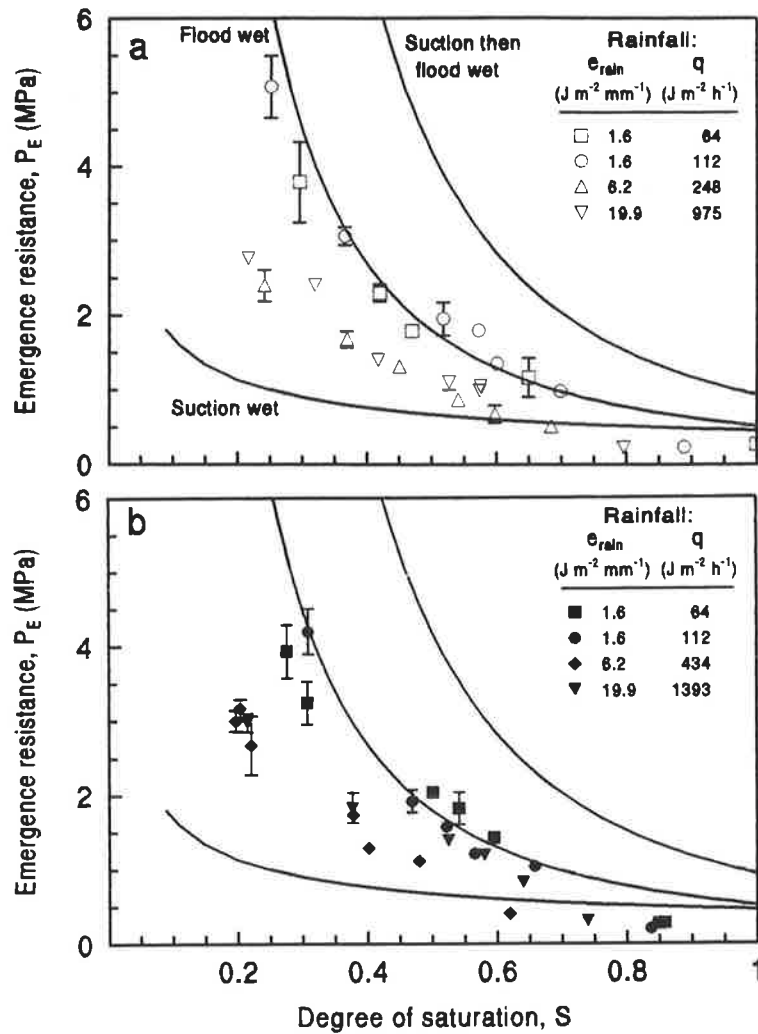 a
Flood wet
Suction then
flood wet
Suction wet
Rainfall:
e_rain q
(J m⁻² mm⁻¹) (J m⁻² h⁻¹)
□ 1.6 64
○ 1.6 112
△ 6.2 248
▽ 19.9 975
Emergence resistance, P_E (MPa)
6
4
2
0
b
Rainfall:
e_rain q
(J m⁻² mm⁻¹) (J m⁻² h⁻¹)
■ 1.6 64
● 1.6 112
◆ 6.2 434
▼ 19.9 1393
Emergence resistance, P_E (MPa)
6
4
2
0
0.2 0.4 0.6 0.8 1
Degree of saturation, S